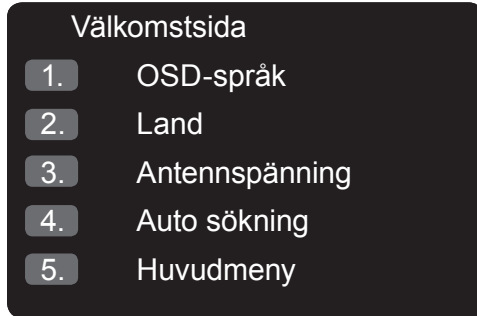 Välkomstsida
1. OSD-språk
2. Land
3. Antennspänning
4. Auto sökning
5. Huvudmeny